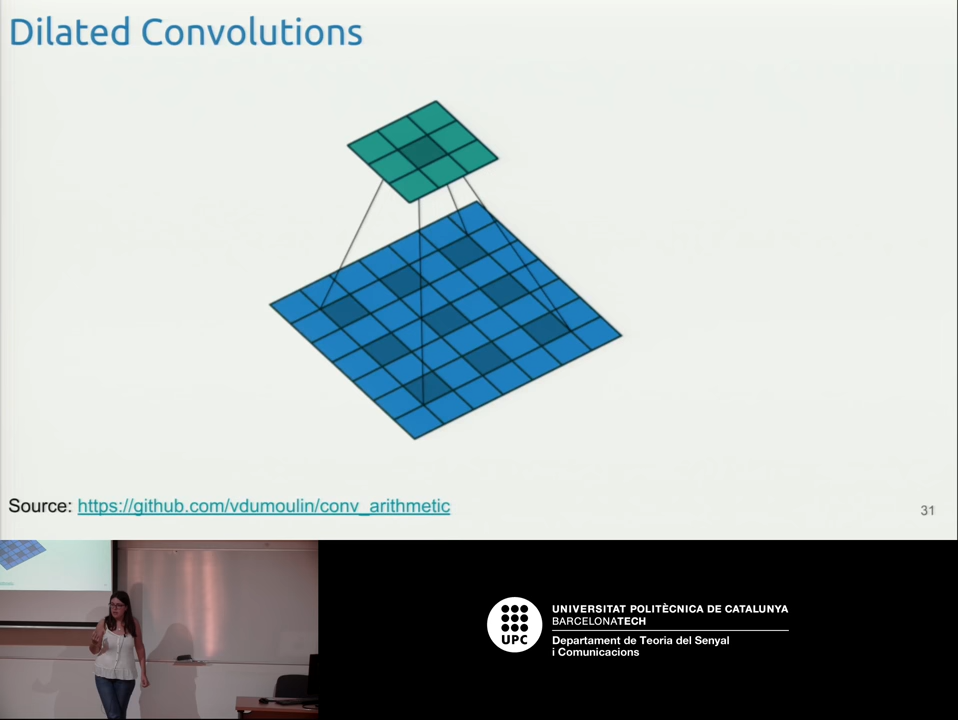 Dilated Convolutions
Source: https://github.com/vdumoulin/conv_arithmetic
31
UPC
UNIVERSITAT POLITÈCNICA DE CATALUNYA
BARCELONATECH
Departament de Teoria del Senyal
i Comunicacions